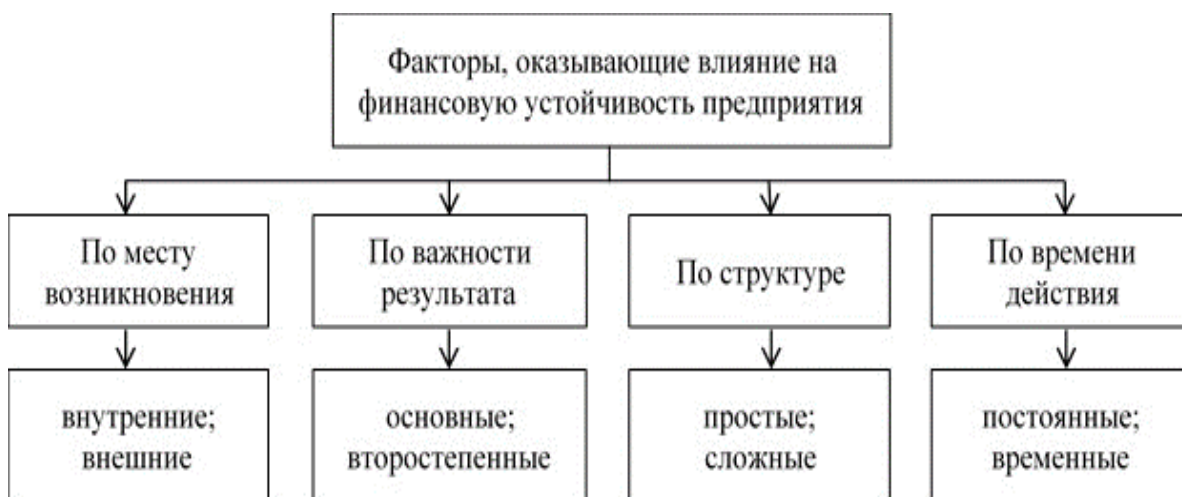 Факторы, оказывающие влияние на
финансовую устойчивость предприятия
По месту
возникновения
По важности
результата
По структуре
По времени
действия
внутренние;
внешние
основные;
второстепенные
простые;
сложные
постоянные;
временные